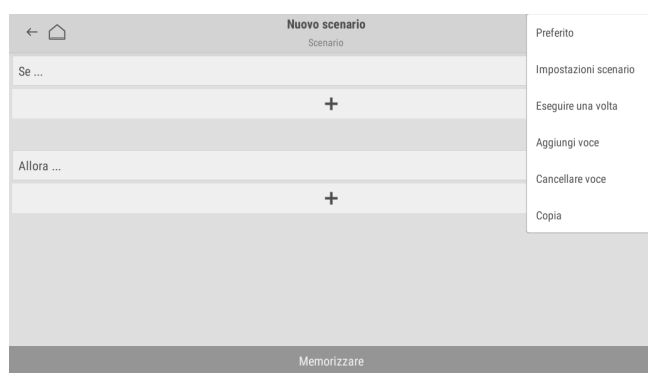 Nuovo scenario
Scenario
Se ...
+
Allora ...
+
Preferito
Impostazioni scenario
Eseguire una volta
Aggiungi voce
Cancellare voce
Copia
Memorizzare